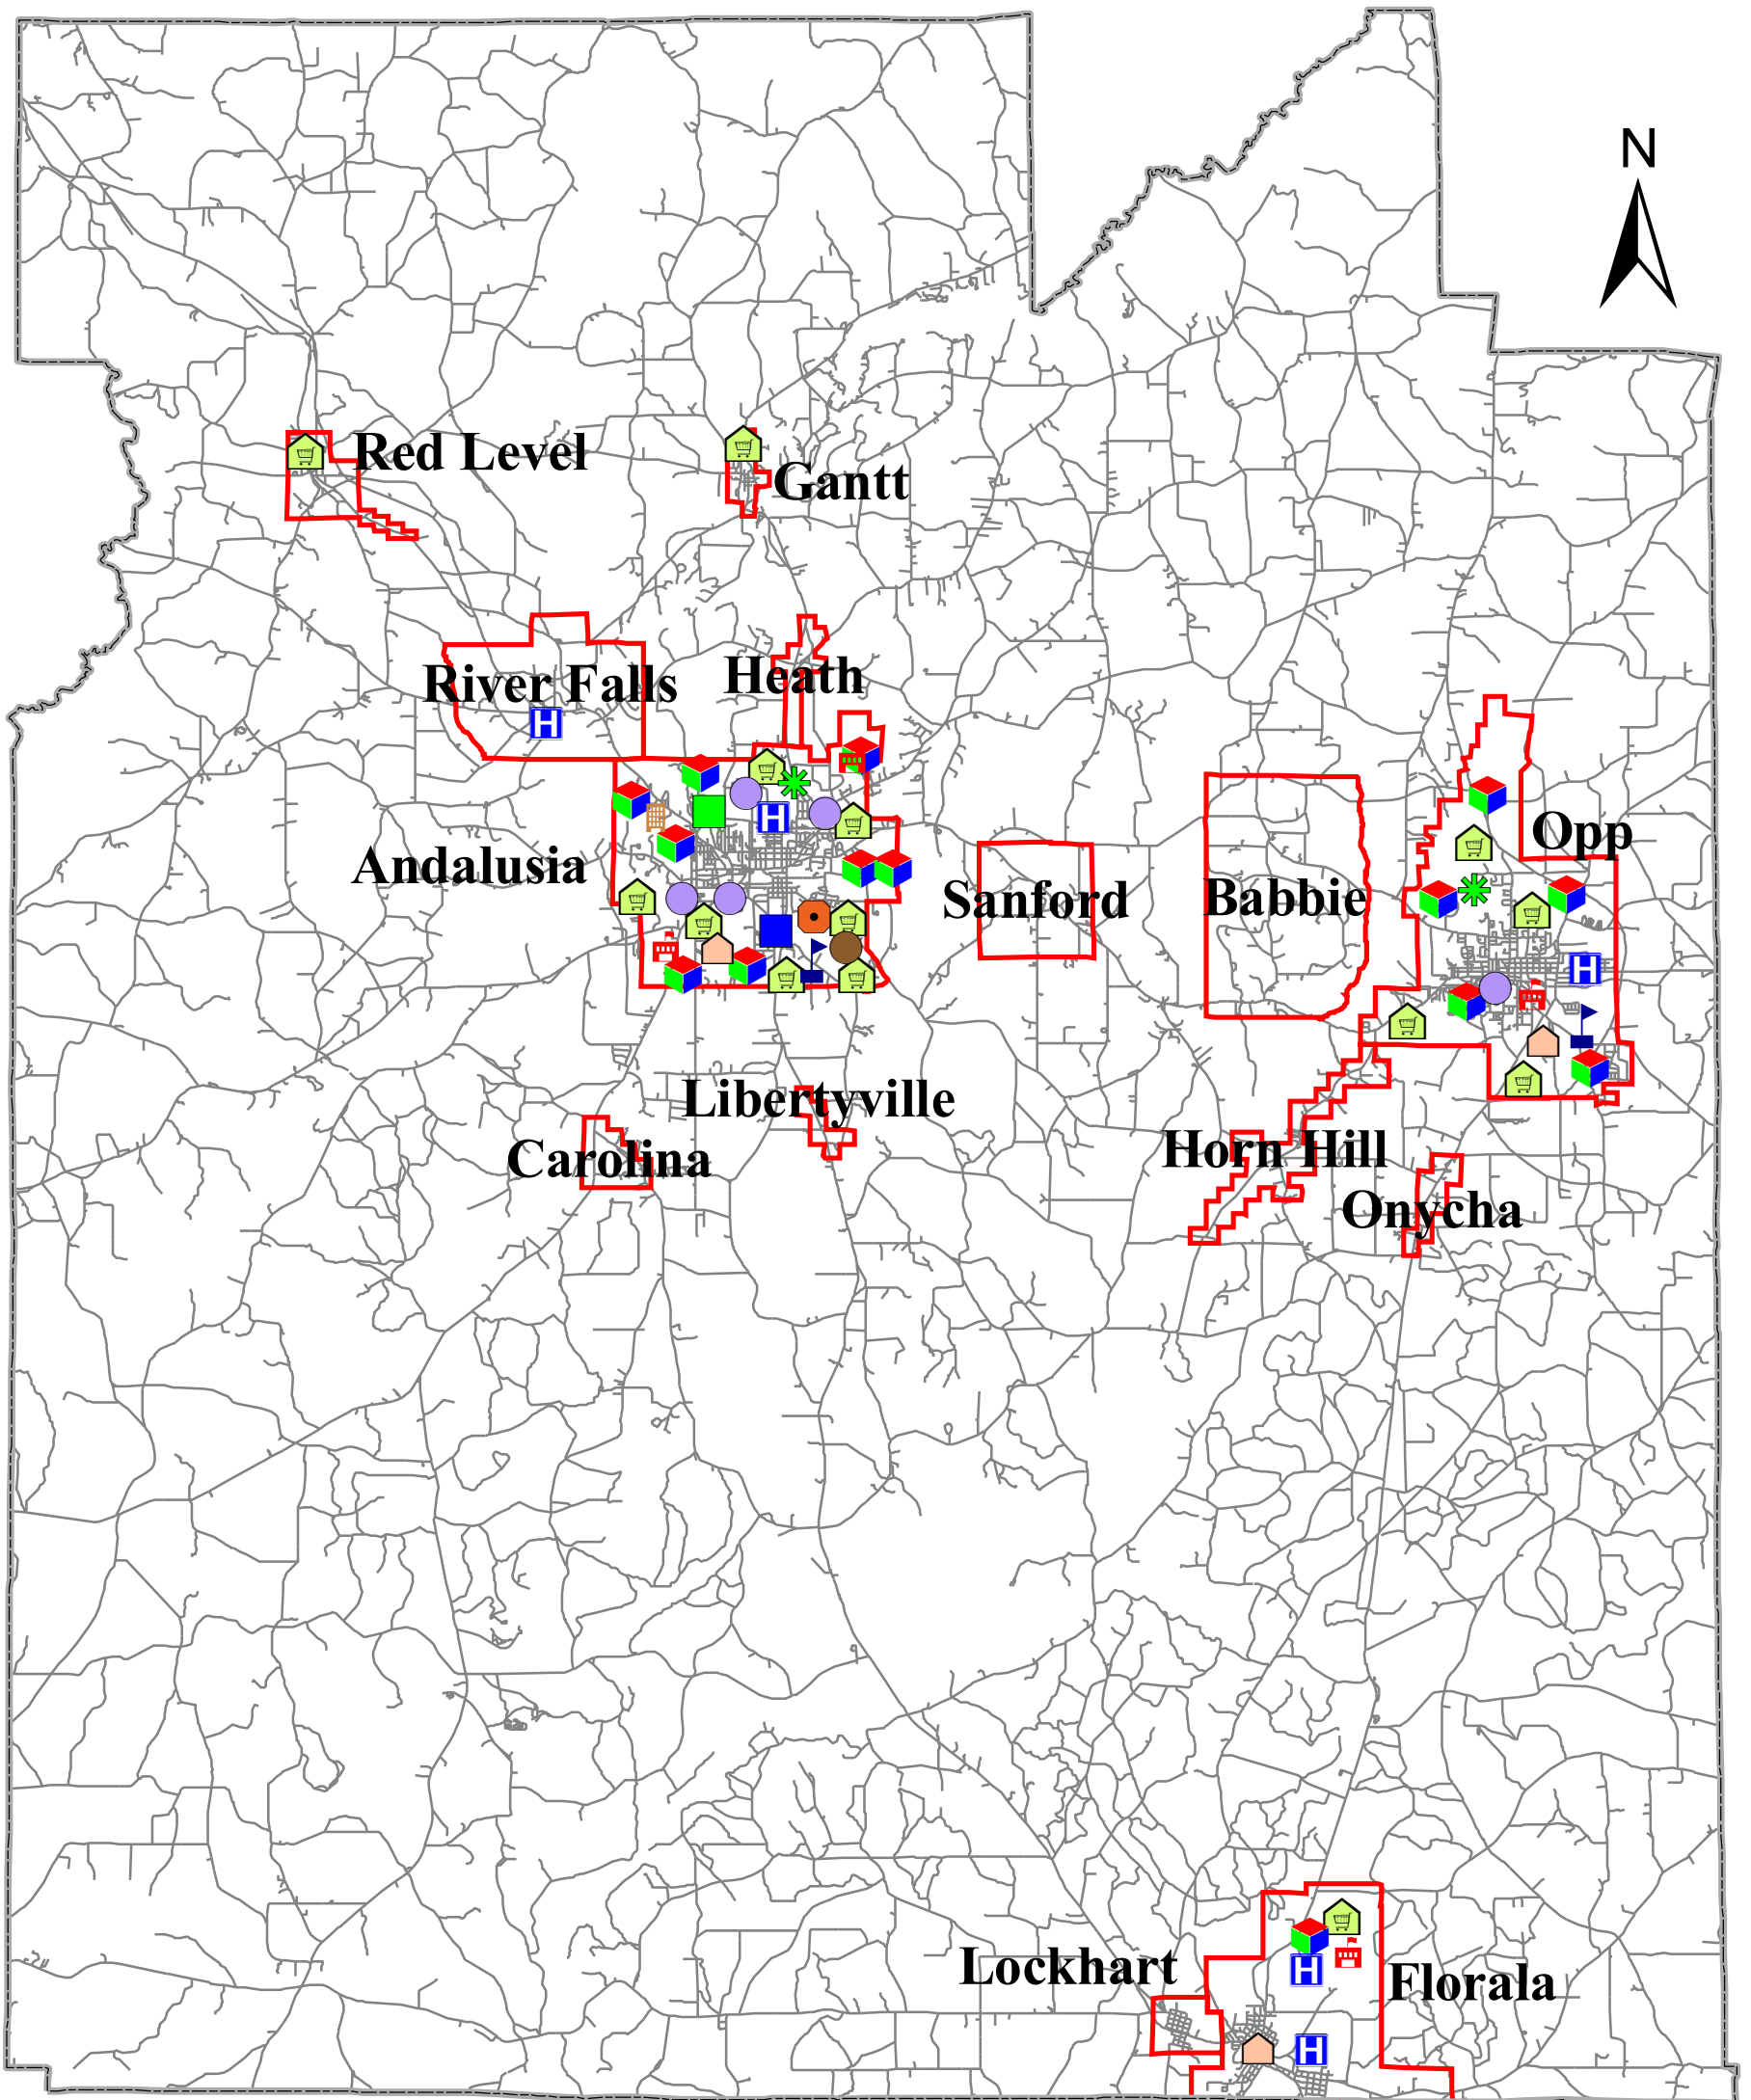 N
Red Level
Gantt
River Falls
Heath
H
Opp
H
Andalusia
Sanford
Babbie
H
Libertyville
Carolina
Horn Hill
Onycha
Lockhart
H
Florala
H